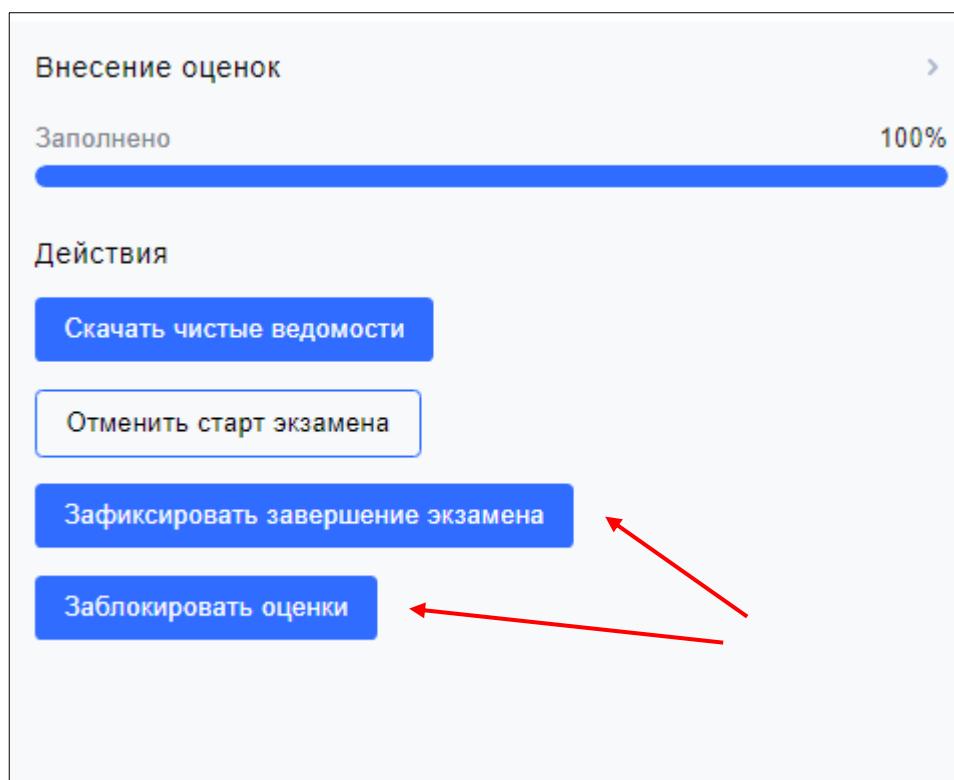 Внесение оценок
Заполнено 100%
Действия
Скачать чистые ведомости
Отменить старт экзамена
Зафиксировать завершение экзамена
Заблокировать оценки